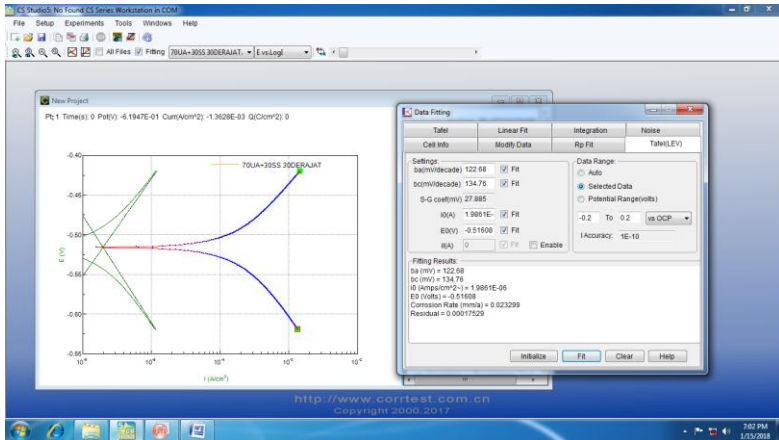 CS Studio5: No Found CS Series Workstation in COM
File Setup Experiments Tools Windows Help
All Files Fitting 70UA+30SS 30DERAJAT. E vs.LogI
New Project
Pt: 1 Time(s): 0 Pot(V): -6.1947E-01 Curr(A/cm^2): -1.3628E-03 Q(C/cm^2): 0
70UA+30SS 30DERAJAT
-0.40
-0.45
-0.50
-0.55
-0.60
-0.65
E (V)
I (A/cm²)
Data Fitting
Tafel Linear Fit Integration Noise
Cell Info Modify Data Rp Fit Tafel(LEV)
Settings:
ba(mV/decade) 122.68 Fit
bc(mV/decade) 134.76 Fit
S-G coef(mV) 27.885
i0(A) 1.9861E- Fit
E0(V) -0.51608 Fit
il(A) 0 Fit Enable
Data Range:
Auto
Selected Data
Potential Range(volts)
-0.2 To 0.2 vs OCP
I Accuracy: 1E-10
Fitting Results:
ba (mV) = 122.68
bc (mV) = 134.76
i0 (Amps/cm^2~) = 1.9861E-06
E0 (Volts) = -0.51608
Corrosion Rate (mm/a) = 0.023299
Residual = 0.00017529
Initialize Fit Clear Help
http://www.corrtest.com.cn
Copyright 2000,2017
7:02 PM
1/15/2018